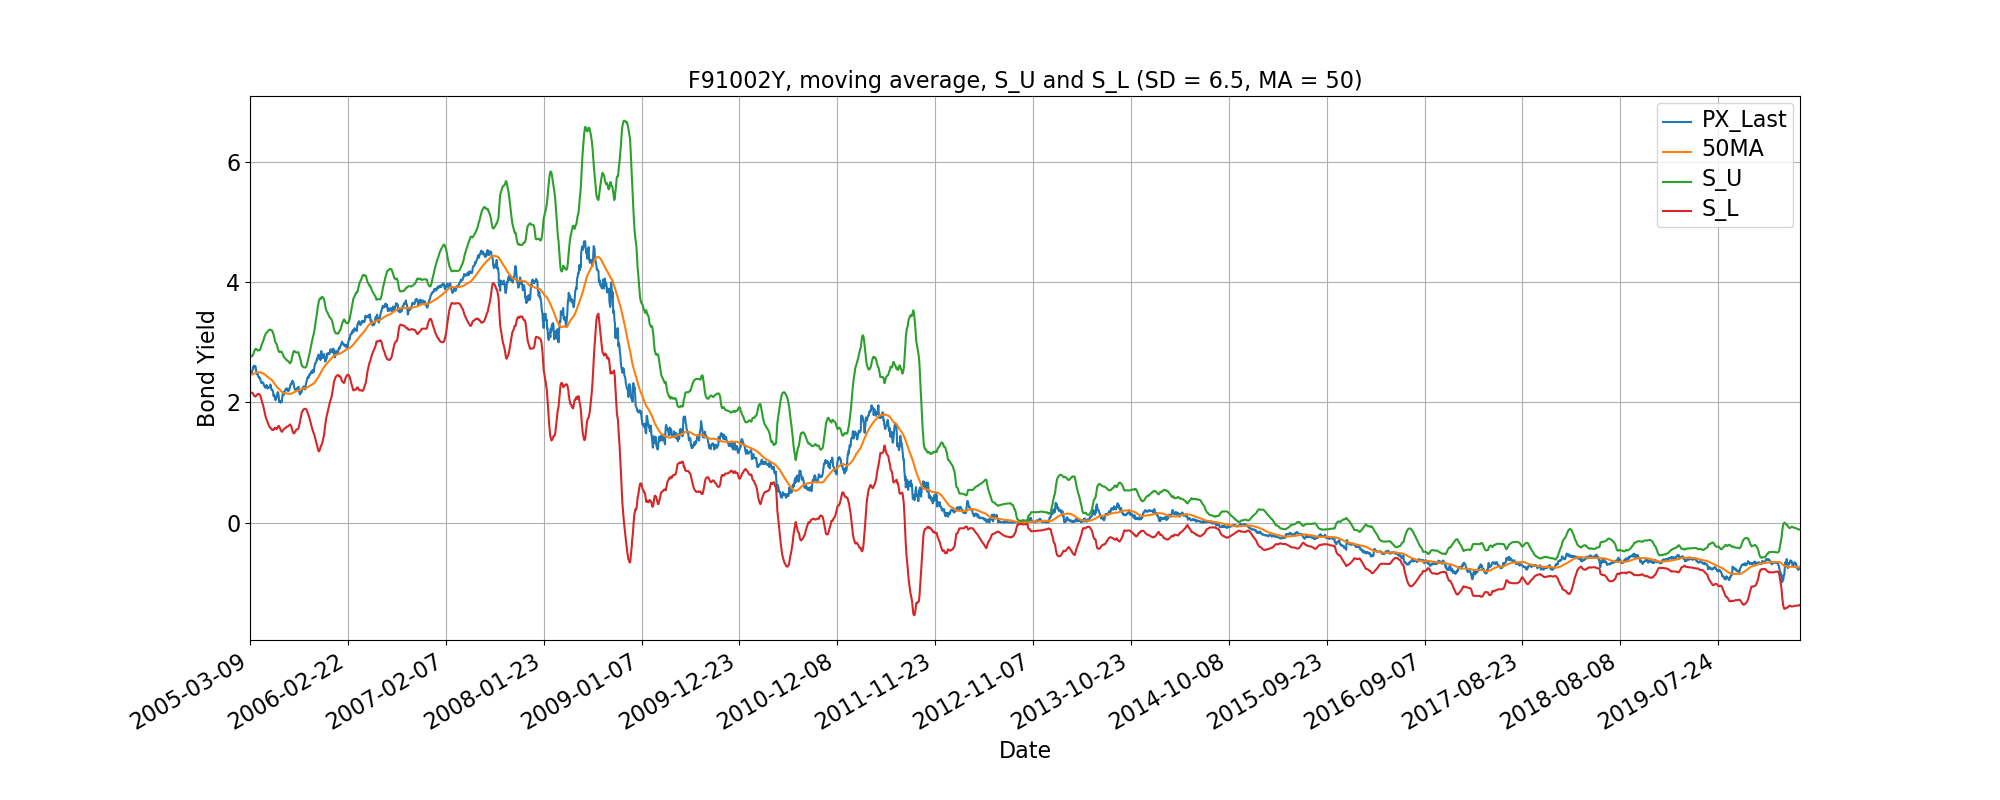 F91002Y, moving average, S_U and S_L (SD = 6.5, MA = 50)
PX_Last
50MA
S_U
S_L
Bond Yield
6
4
2
0
2005-03-09
2006-02-22
2007-02-07
2008-01-23
2009-01-07
2009-12-23
2010-12-08
2011-11-23
2012-11-07
2013-10-23
2014-10-08
2015-09-23
2016-09-07
2017-08-23
2018-08-08
2019-07-24
Date